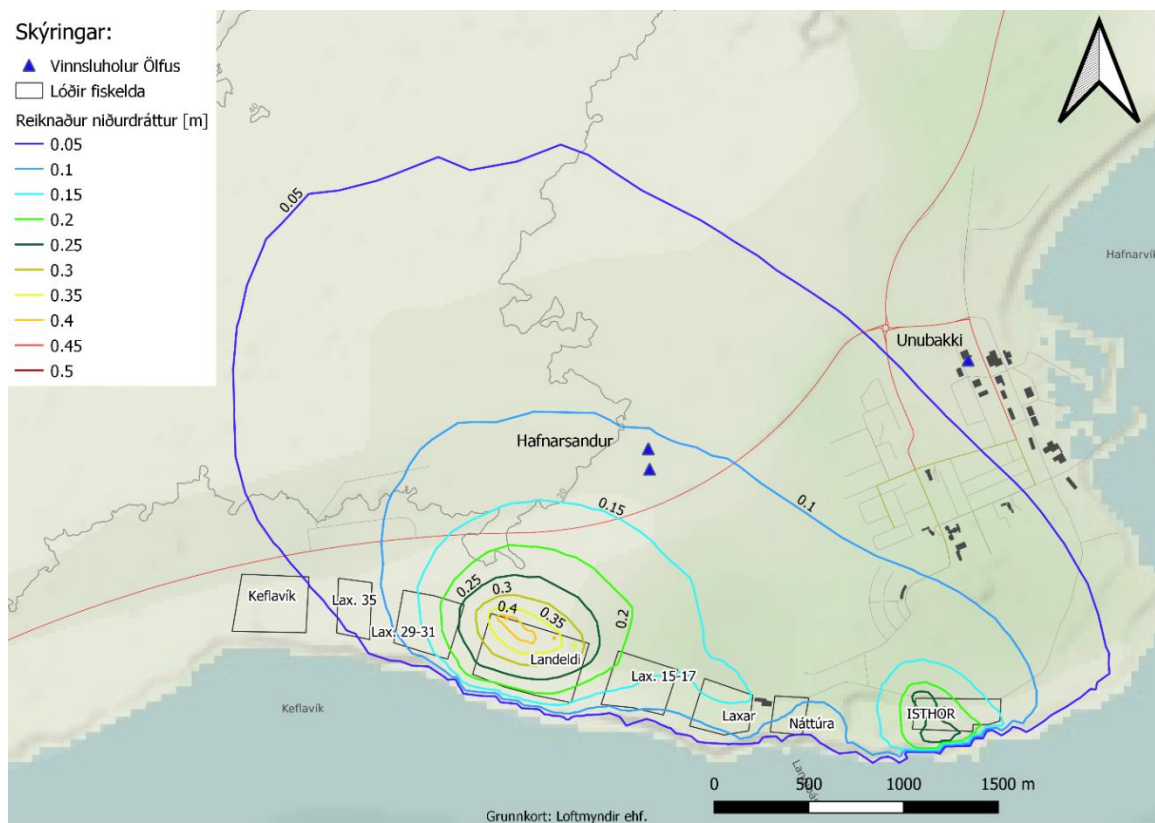 Skýringar:
Vinnsluholur Ölfus
Lóðir fiskelda
Reiknaður niðurdráttur [m]
0.05
0.1
0.15
0.2
0.25
0.3
0.35
0.4
0.45
0.5
40
0.05
Hafnarvík
Unubakki
Hafnarsandur
20
0.15
0.1
0.25
0.3
0.4
0.35
0.2
Keflavík
Lax. 35
Lax. 29-31
Landeldi
Lax. 15-17
Laxar
Náttúra
ISTHOR
Keflavík
0 500 1000 1500 m
Grunnkort: Loftmyndir ehf.